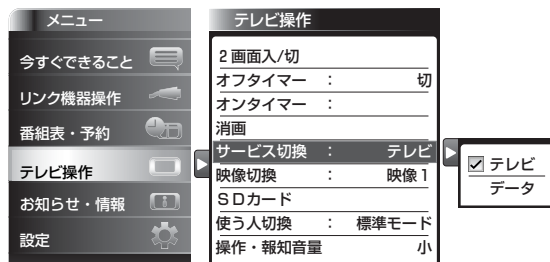 メニュー
今すぐできること
リンク機器操作
番組表・予約
テレビ操作
お知らせ・情報
設定
テレビ操作
2画面入/切
オフタイマー : 切
オンタイマー :
消画
サービス切換 : テレビ
映像切換 : 映像1
SDカード
使う人切換 : 標準モード
操作・報知音量 小
テレビ
データ